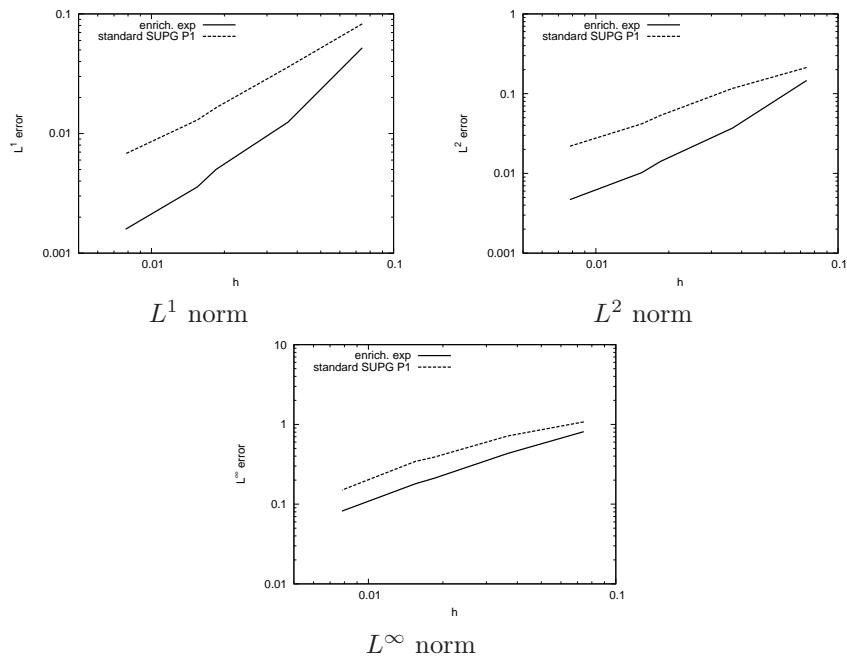 0.1
0.01
0.001
0.01
0.1
L¹ error
h
enrich. exp
standard SUPG P1
L¹ norm
1
0.1
0.01
0.001
0.01
0.1
L² error
h
enrich. exp
standard SUPG P1
L² norm
10
1
0.1
0.01
0.01
0.1
L∞ error
h
enrich. exp
standard SUPG P1
L∞ norm